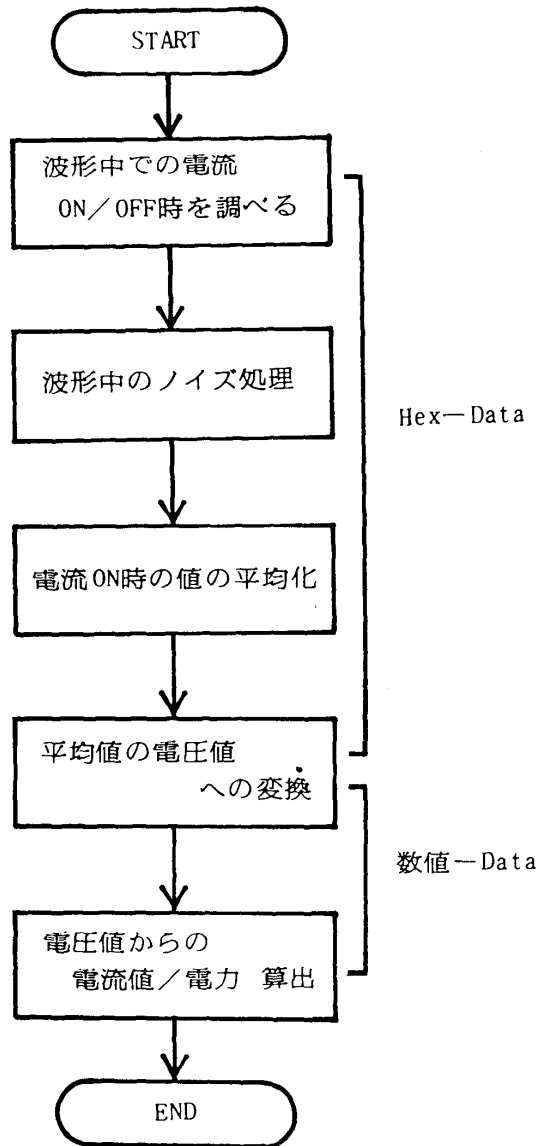 START
波形中での電流
ON／OFF時を調べる
波形中のノイズ処理
Hex－Data
電流ON時の値の平均化
平均値の電圧値
への変換
数値－Data
電圧値からの
電流値／電力 算出
END